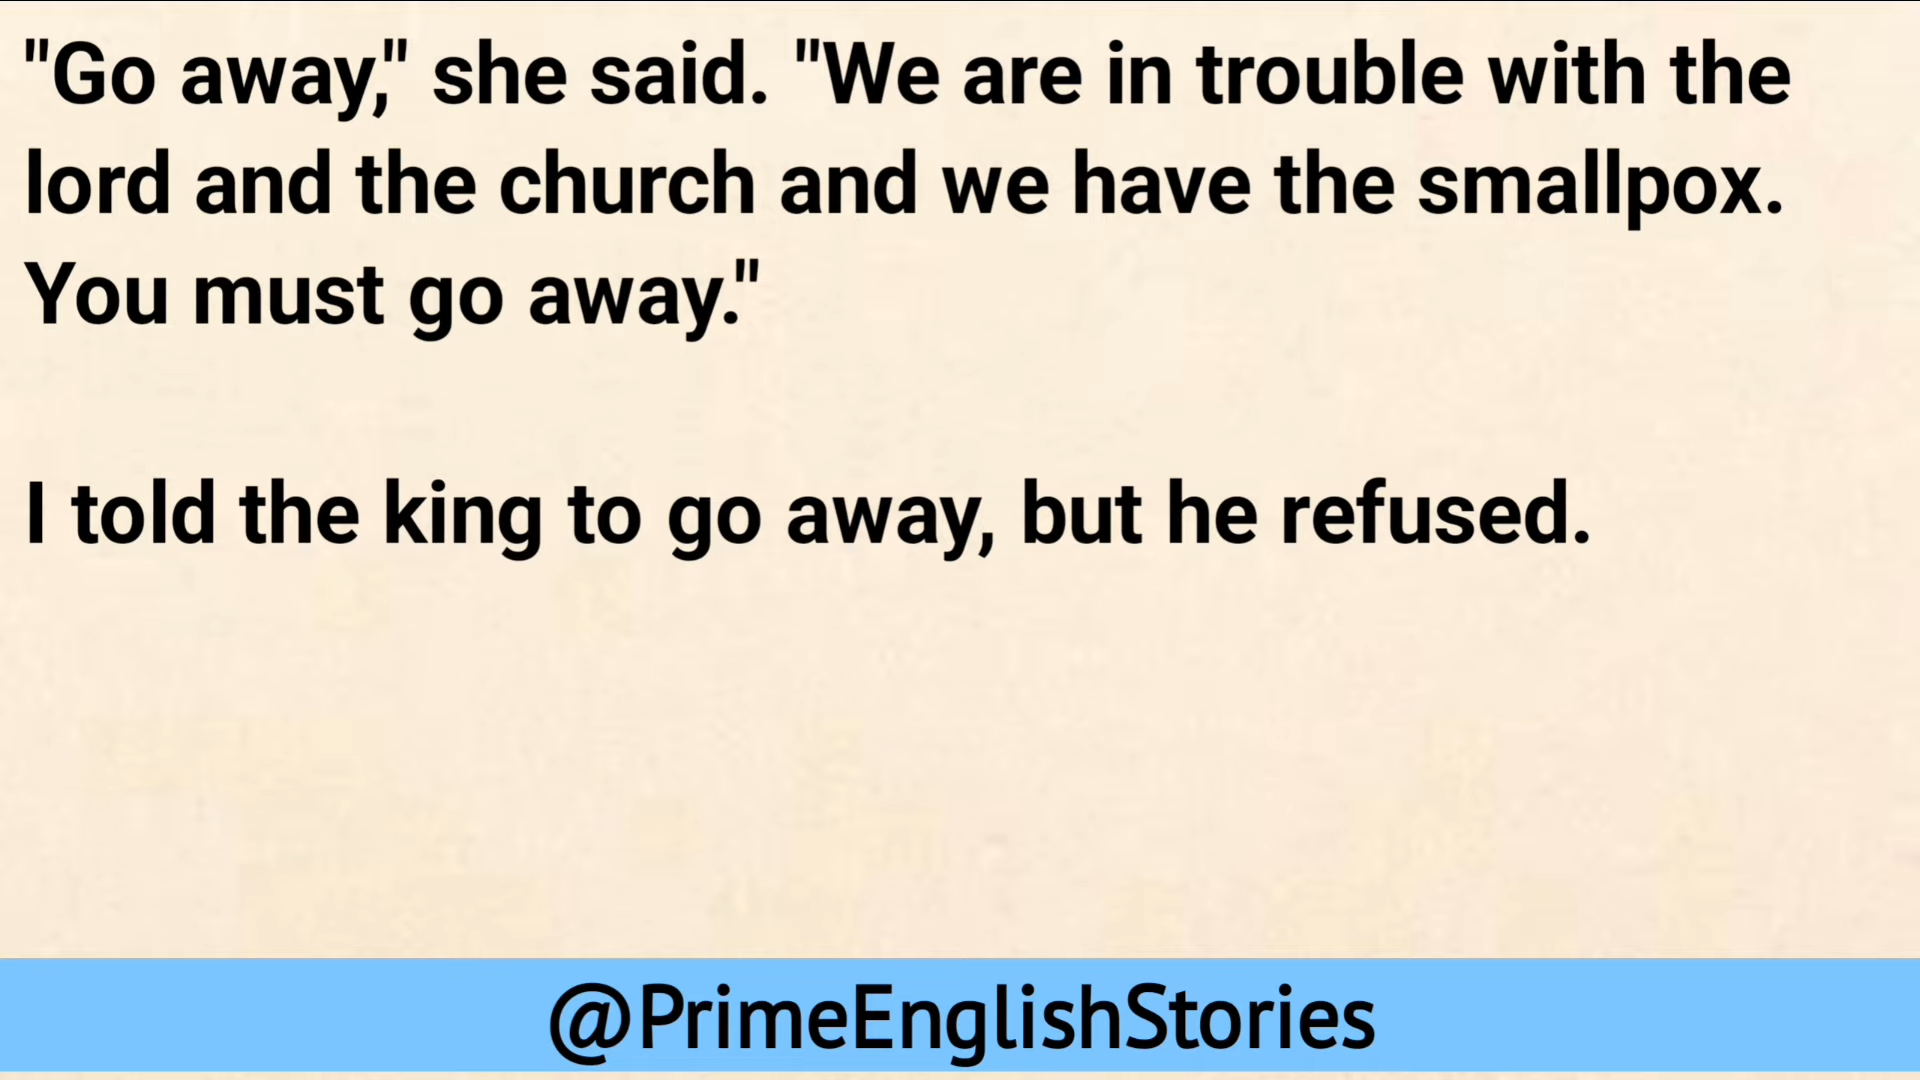 "Go away," she said. "We are in trouble with the
lord and the church and we have the smallpox.
You must go away."
I told the king to go away, but he refused.
@PrimeEnglishStories